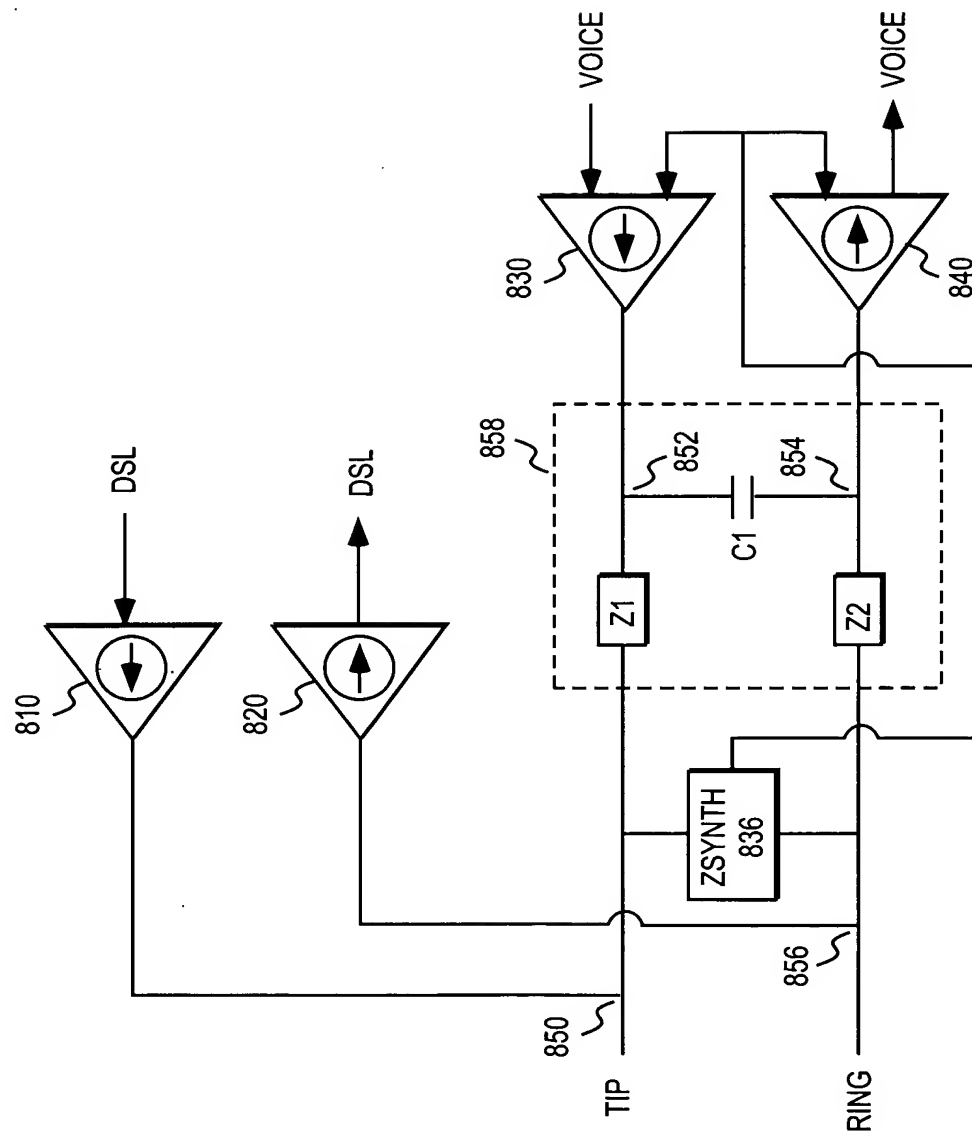 DSL
810
DSL
820
VOICE
830
VOICE
840
858
852
854
C1
Z1
Z2
ZSYNTH
836
850
856
TIP
RING